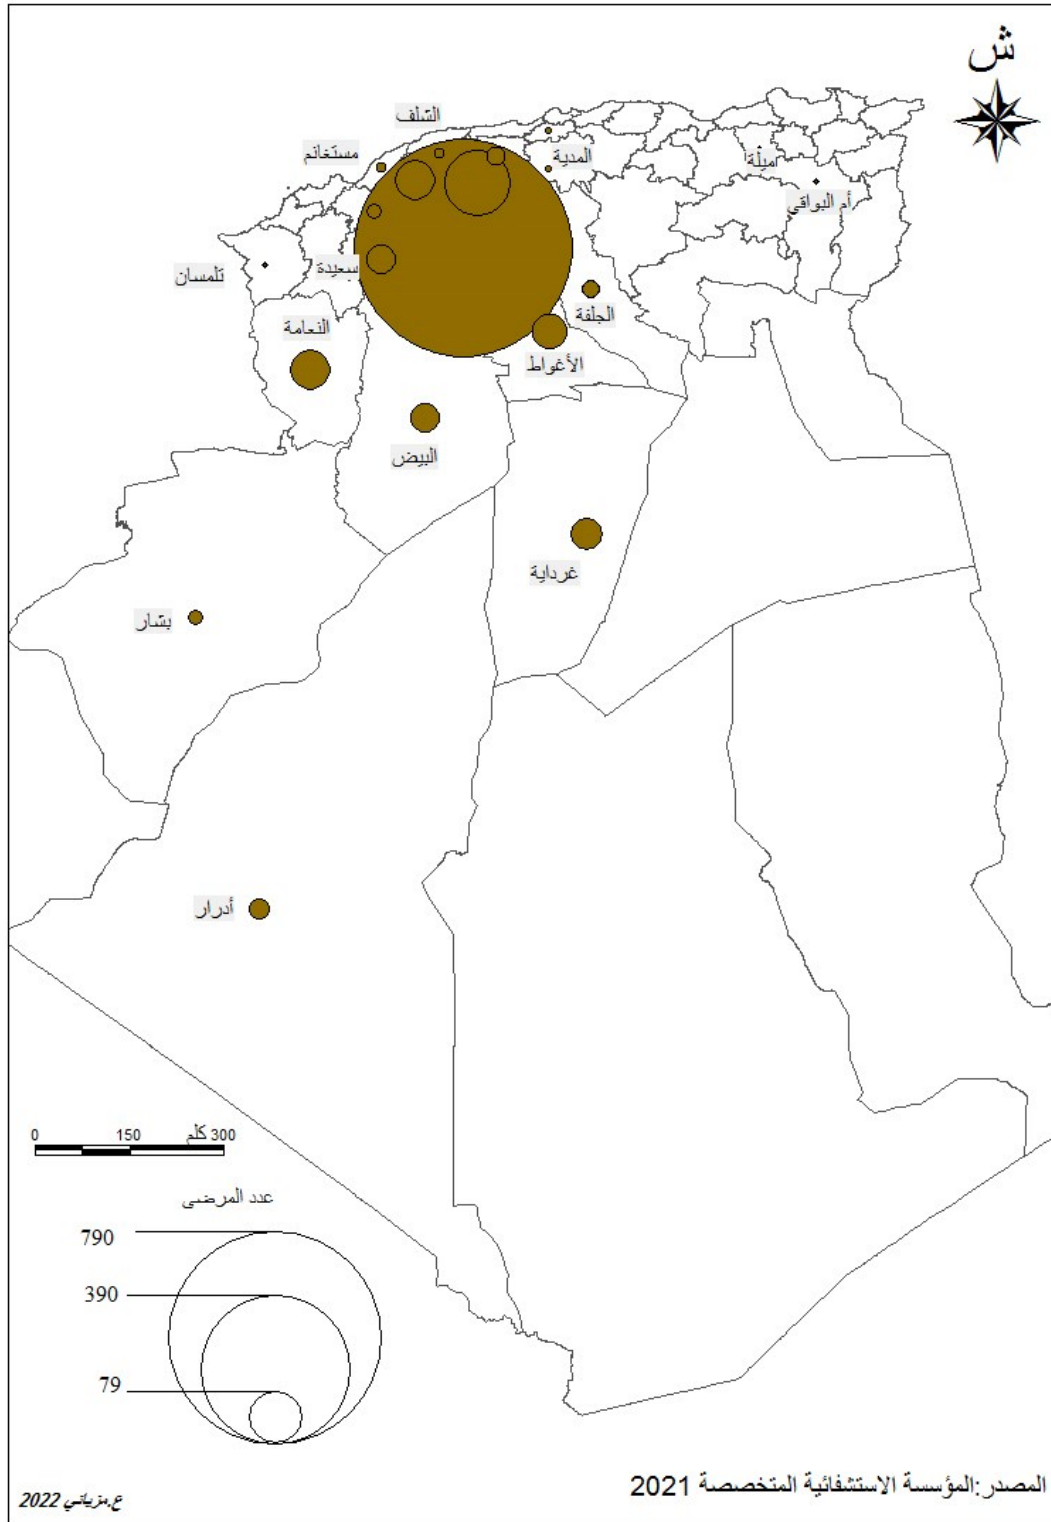 ش
الشلف
مستغانم
المدية
ميلة
أم البواقي
تلمسان
سعيدة
النعامة
الجلفة
الأغواط
البيض
غرداية
بشار
أدرار
0 150 300 كلم
عدد المرضى
790
390
79
المصدر:المؤسسة الاستشفائية المتخصصة 2021
ع.مزياني 2022